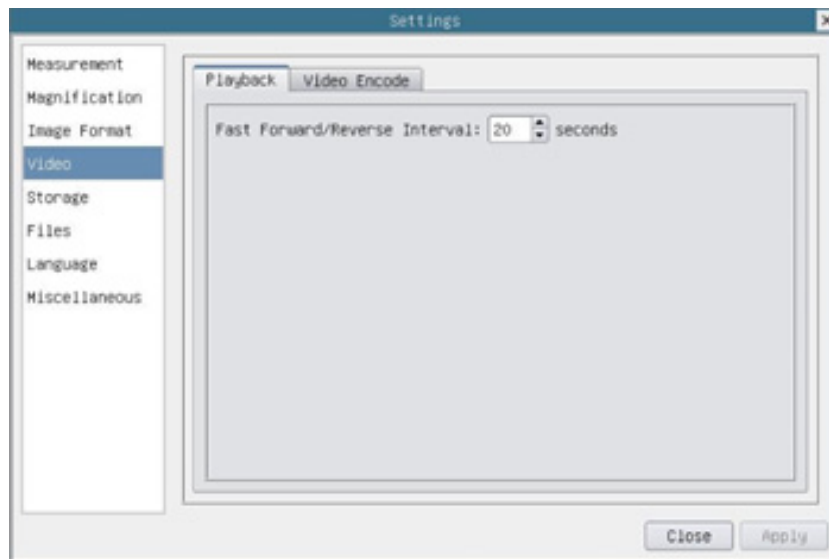 Settings
Measurement
Magnification
Image Format
Video
Storage
Files
Language
Miscellaneous
Playback Video Encode
Fast Forward/Reverse Interval: 20 seconds
Close Apply